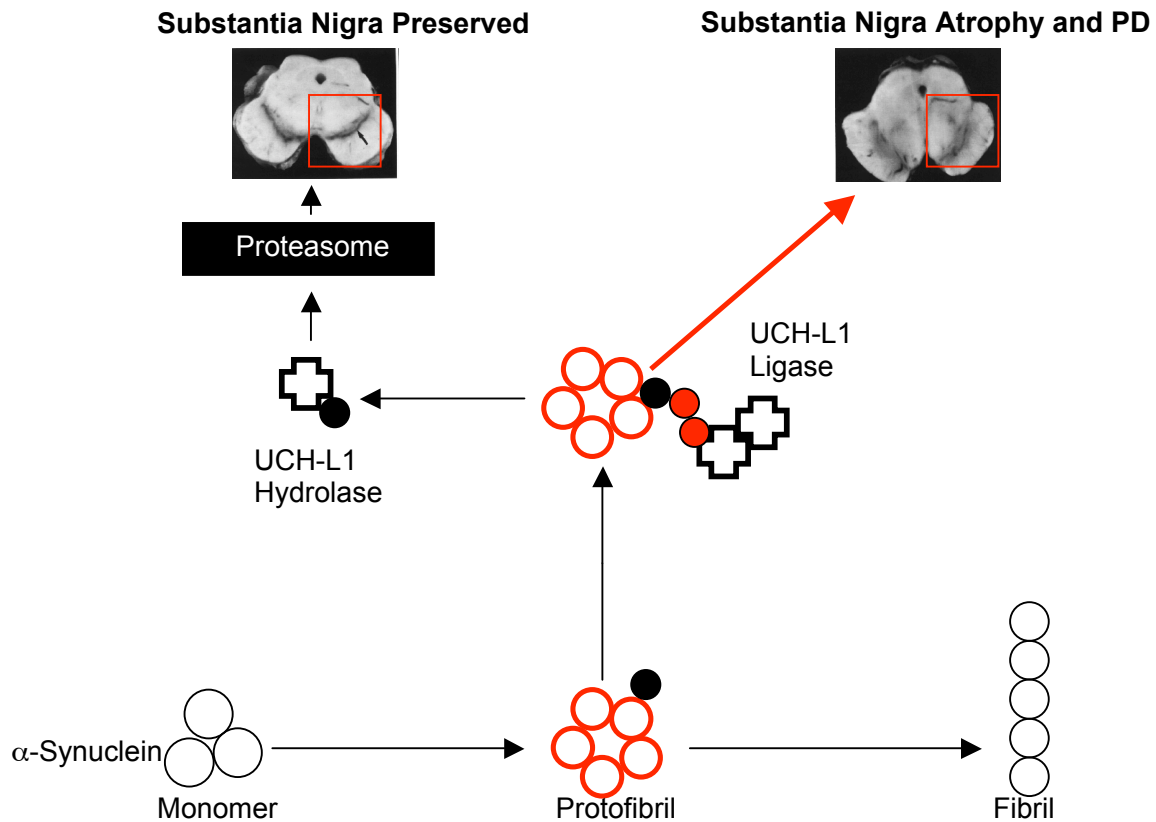 Substantia Nigra Preserved
Substantia Nigra Atrophy and PD
Proteasome
UCH-L1
Ligase
UCH-L1
Hydrolase
α-Synuclein
Monomer
Protofibril
Fibril